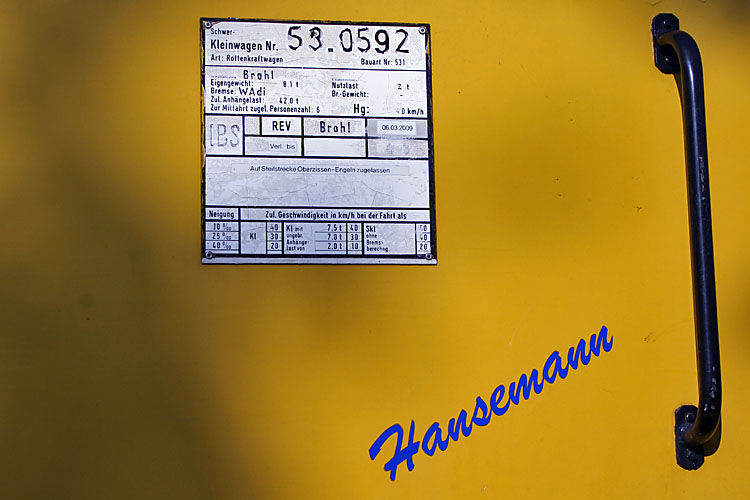 Schwer-
Kleinwagen Nr. 53.0592
Art: Rottenkraftwagen Bauart Nr: 531
Brohl
Eigengewicht: 8,1 t Nutzlast 2 t
Bremse: WAdi Br.-Gewicht: -
Zul. Anhängelast: 42,0 t
Zur Mitfahrt zugel. Personenzahl: 6 Hg: 40 km/h
IBS REV Brohl 06.03.2009
Verl. bis
Auf Steilstrecke Oberzissen-Engeln zugelassen
Neigung Zul. Geschwindigkeit in km/h bei der Fahrt als
10 ‰ Kl 40 Kl mit 7,5 t 40 Skl
25 ‰ 30 ungebr. 7,0 t 30 ohne 40
40 ‰ 20 Anhänge- 2,0 t 10 Brems- 20
last von berechng.
Hansemann